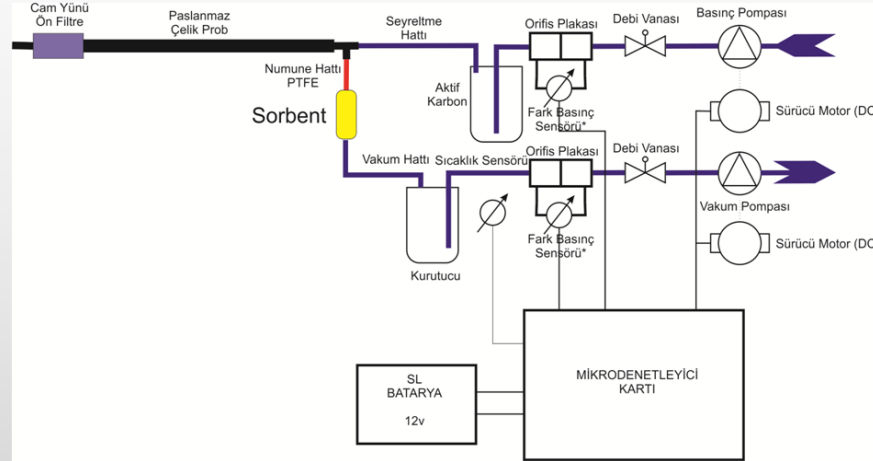 Cam Yünü
Ön Filtre
Paslanmaz
Çelik Prob
Seyreltme
Hattı
Orifis Plakası
Debi Vanası
Basınç Pompası
Numune Hattı
PTFE
Aktif
Karbon
Fark Basınç
Sensörü*
Sürücü Motor (DC
Sorbent
Vakum Hattı
Sıcaklık Sensörü
Orifis Plakası
Debi Vanası
Vakum Pompası
Fark Basınç
Sensörü*
Sürücü Motor (DC
Kurutucu
SL
BATARYA
12v
MİKRODENETLEYİCİ
KARTI